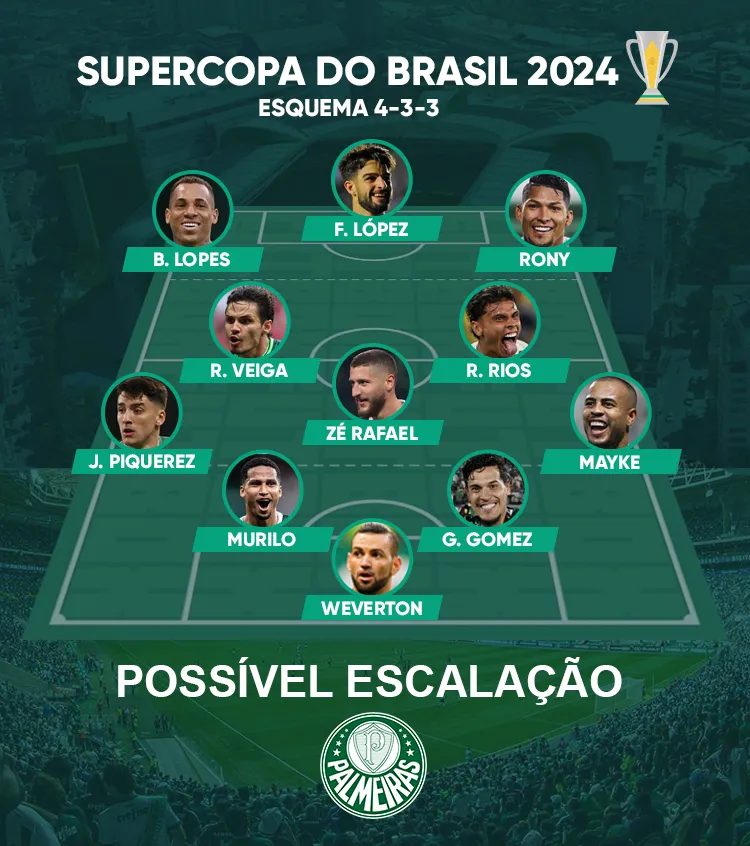 SUPERCOPA DO BRASIL 2024
ESQUEMA 4-3-3
F. LÓPEZ
B. LOPES
RONY
R. VEIGA
R. RIOS
ZÉ RAFAEL
J. PIQUEREZ
MAYKE
MURILO
G. GOMEZ
WEVERTON
POSSÍVEL ESCALAÇÃO
P
PALMEIRAS